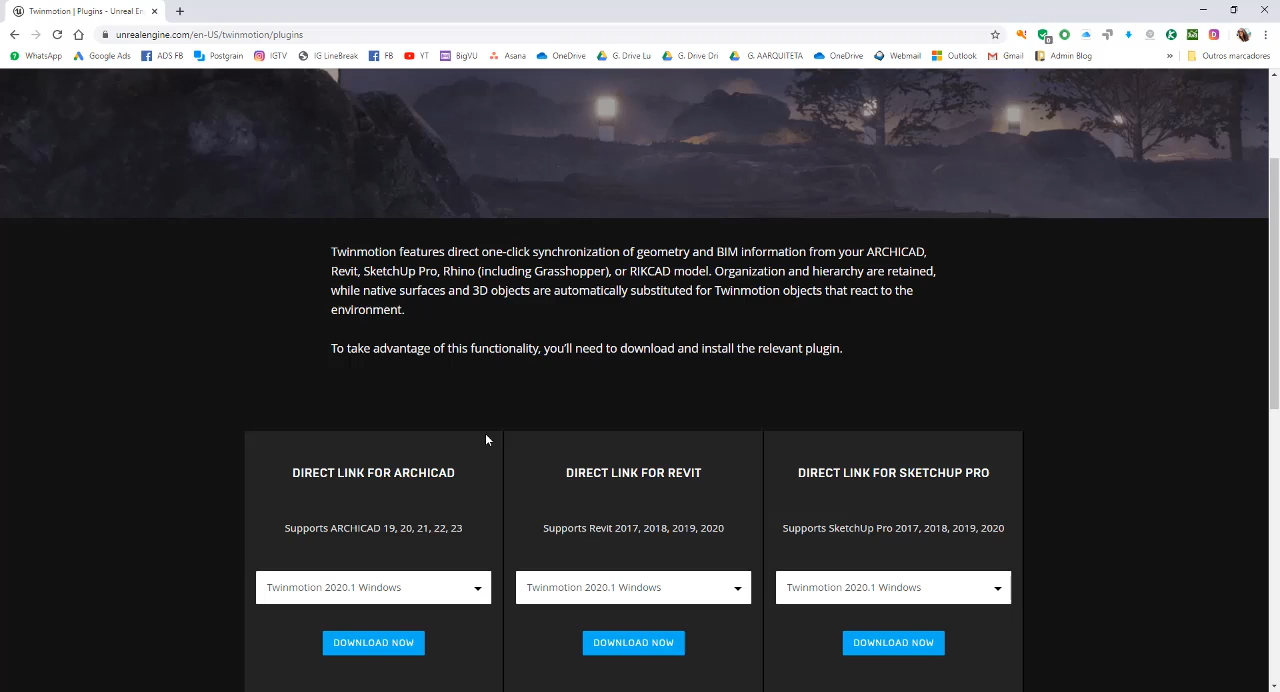 Twinmotion | Plugins - Unreal En
unrealengine.com/en-US/twinmotion/plugins
WhatsApp Google Ads ADS FB Postgrain IGTV IG LineBreak FB YT BigVU Asana OneDrive G. Drive Lu G. Drive Dri G. AARQUITETA OneDrive Webmail Outlook Gmail Admin Blog » Outros marcadores
Twinmotion features direct one-click synchronization of geometry and BIM information from your ARCHICAD,
Revit, SketchUp Pro, Rhino (including Grasshopper), or RIKCAD model. Organization and hierarchy are retained,
while native surfaces and 3D objects are automatically substituted for Twinmotion objects that react to the
environment.
To take advantage of this functionality, you’ll need to download and install the relevant plugin.
DIRECT LINK FOR ARCHICAD
Supports ARCHICAD 19, 20, 21, 22, 23
Twinmotion 2020.1 Windows
DOWNLOAD NOW
DIRECT LINK FOR REVIT
Supports Revit 2017, 2018, 2019, 2020
Twinmotion 2020.1 Windows
DOWNLOAD NOW
DIRECT LINK FOR SKETCHUP PRO
Supports SketchUp Pro 2017, 2018, 2019, 2020
Twinmotion 2020.1 Windows
DOWNLOAD NOW